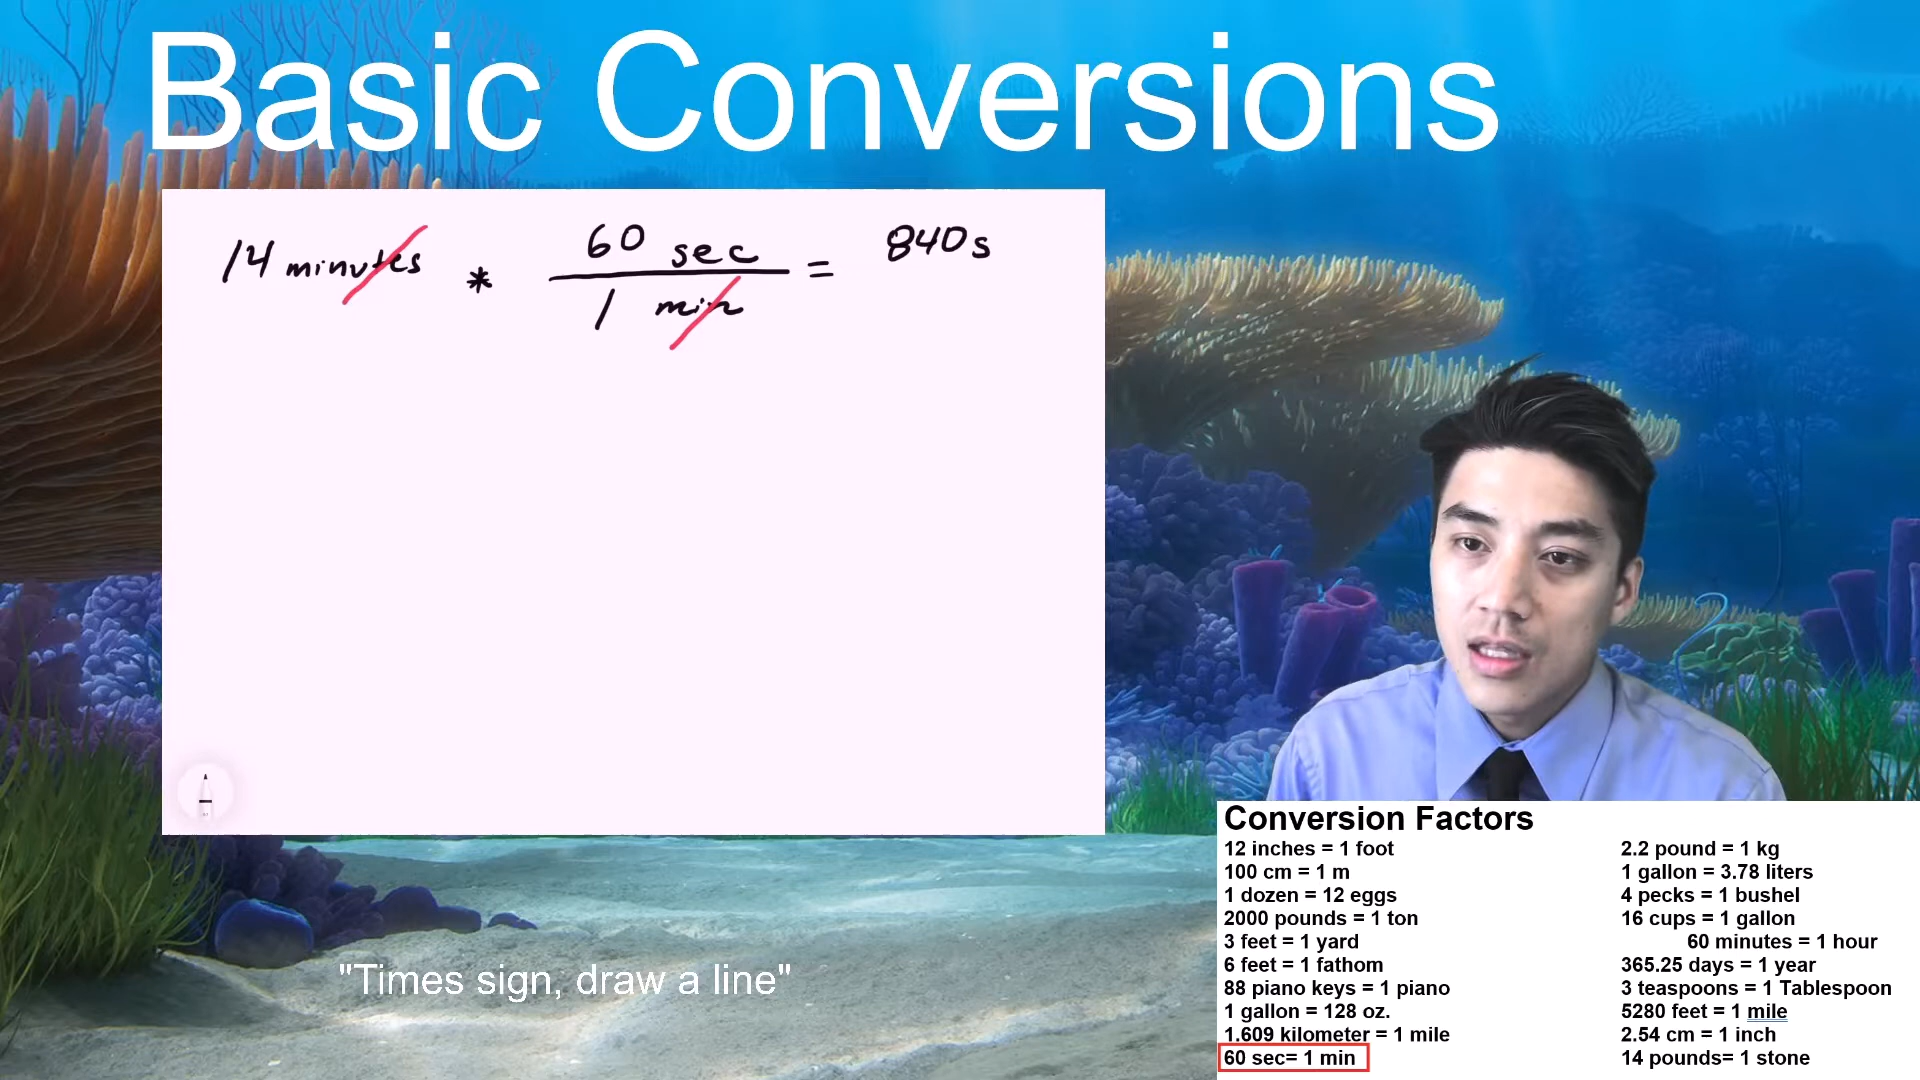 Basic Conversions
14 minutes * 60 sec / 1 min = 840s
"Times sign, draw a line"
Conversion Factors
12 inches = 1 foot
100 cm = 1 m
1 dozen = 12 eggs
2000 pounds = 1 ton
3 feet = 1 yard
6 feet = 1 fathom
88 piano keys = 1 piano
1 gallon = 128 oz.
1.609 kilometer = 1 mile
60 sec= 1 min
2.2 pound = 1 kg
1 gallon = 3.78 liters
4 pecks = 1 bushel
16 cups = 1 gallon
60 minutes = 1 hour
365.25 days = 1 year
3 teaspoons = 1 Tablespoon
5280 feet = 1 mile
2.54 cm = 1 inch
14 pounds= 1 stone